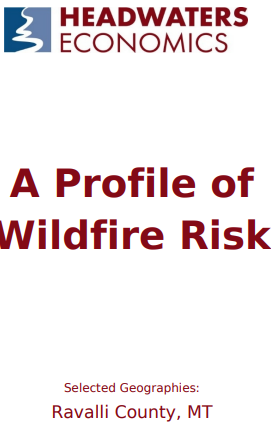 HEADWATERS
ECONOMICS
A Profile of
Wildfire Risk
Selected Geographies:
Ravalli County, MT